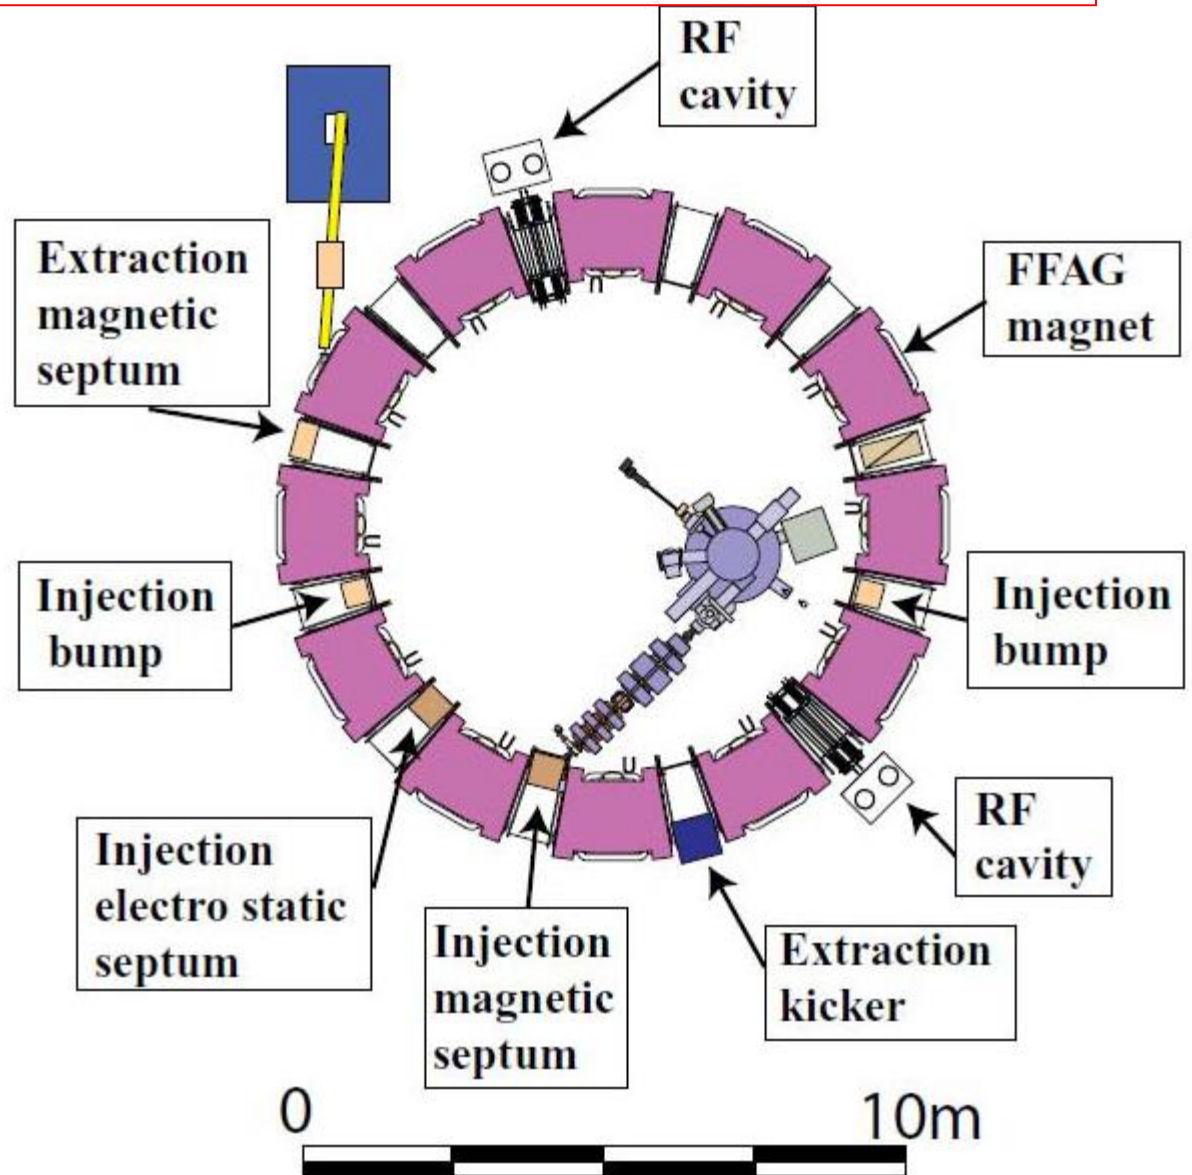 RF
cavity
Extraction
magnetic
septum
FFAG
magnet
Injection
bump
Injection
bump
Injection
electro static
septum
Injection
magnetic
septum
Extraction
kicker
RF
cavity
0
10m